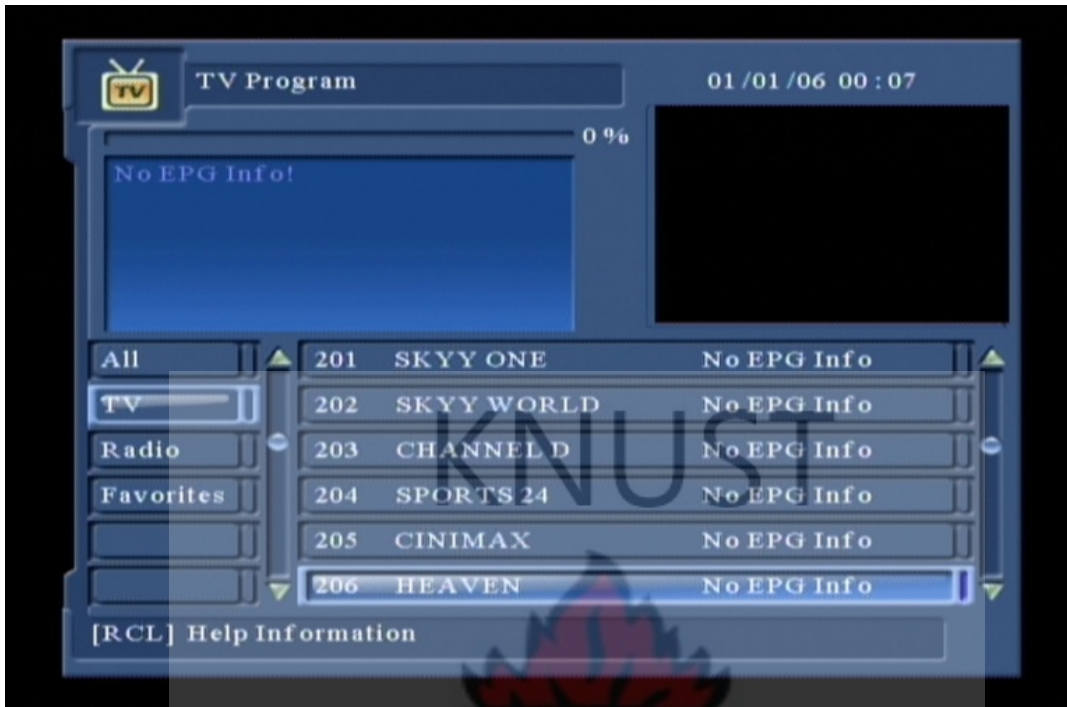 TV Program
01/01/06 00:07
TV
0%
No EPG Info!
All
201 SKYY ONE No EPG Info
TV
202 SKYY WORLD No EPG Info
KNUST
Radio
203 CHANNEL D No EPG Info
Favorites
204 SPORTS 24 No EPG Info
205 CINIMAX No EPG Info
206 HEAVEN No EPG Info
[RCL] Help Information